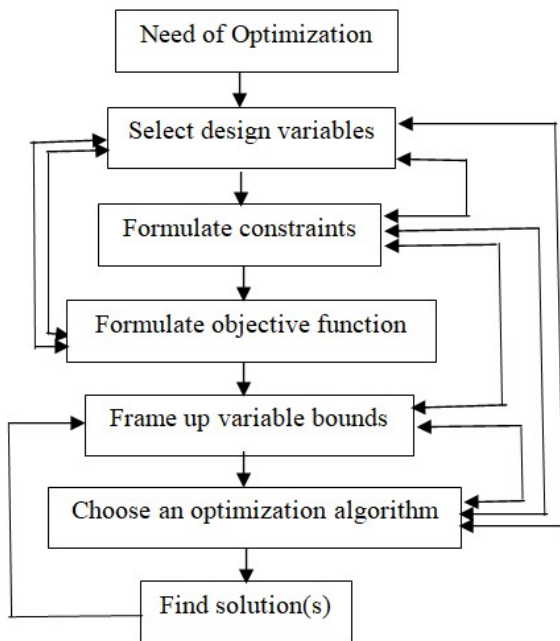 Need of Optimization
Select design variables
Formulate constraints
Formulate objective function
Frame up variable bounds
Choose an optimization algorithm
Find solution(s)